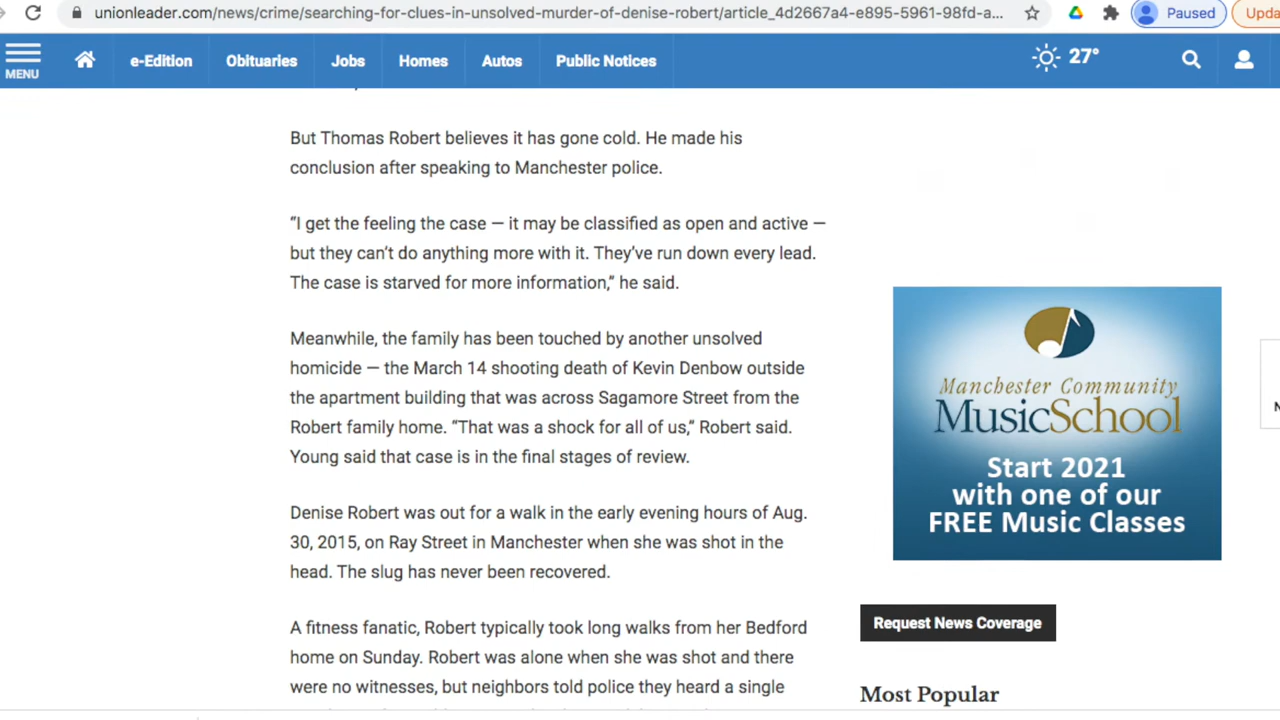 unionleader.com/news/crime/searching-for-clues-in-unsolved-murder-of-denise-robert/article_4d2667a4-e895-5961-98fd-a...
Paused
Upda
MENU
e-Edition
Obituaries
Jobs
Homes
Autos
Public Notices
27°
But Thomas Robert believes it has gone cold. He made his
conclusion after speaking to Manchester police.
“I get the feeling the case — it may be classified as open and active —
but they can’t do anything more with it. They’ve run down every lead.
The case is starved for more information,” he said.
Meanwhile, the family has been touched by another unsolved
homicide — the March 14 shooting death of Kevin Denbow outside
the apartment building that was across Sagamore Street from the
Robert family home. “That was a shock for all of us,” Robert said.
Young said that case is in the final stages of review.
Denise Robert was out for a walk in the early evening hours of Aug.
30, 2015, on Ray Street in Manchester when she was shot in the
head. The slug has never been recovered.
A fitness fanatic, Robert typically took long walks from her Bedford
home on Sunday. Robert was alone when she was shot and there
were no witnesses, but neighbors told police they heard a single
Manchester Community
MusicSchool
Start 2021
with one of our
FREE Music Classes
Request News Coverage
Most Popular